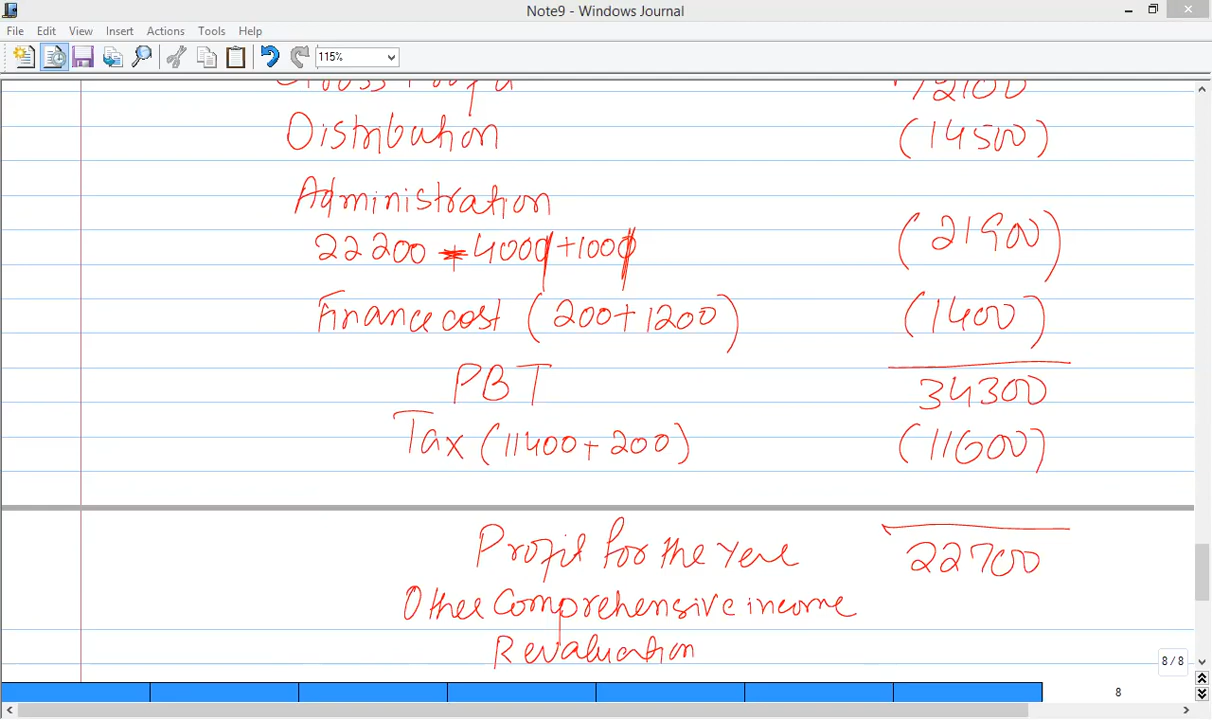 Note9 - Windows Journal
File Edit View Insert Actions Tools Help
115%
72100
Distribution (14500)
Administration
22200 - 4000 + 1000 (21900)
Finance cost (200+1200) (1400)
PBT 34300
Tax (11400+200) (11600)
Profit for the Year 22700
Other Comprehensive income
Revaluation
8 / 8
8